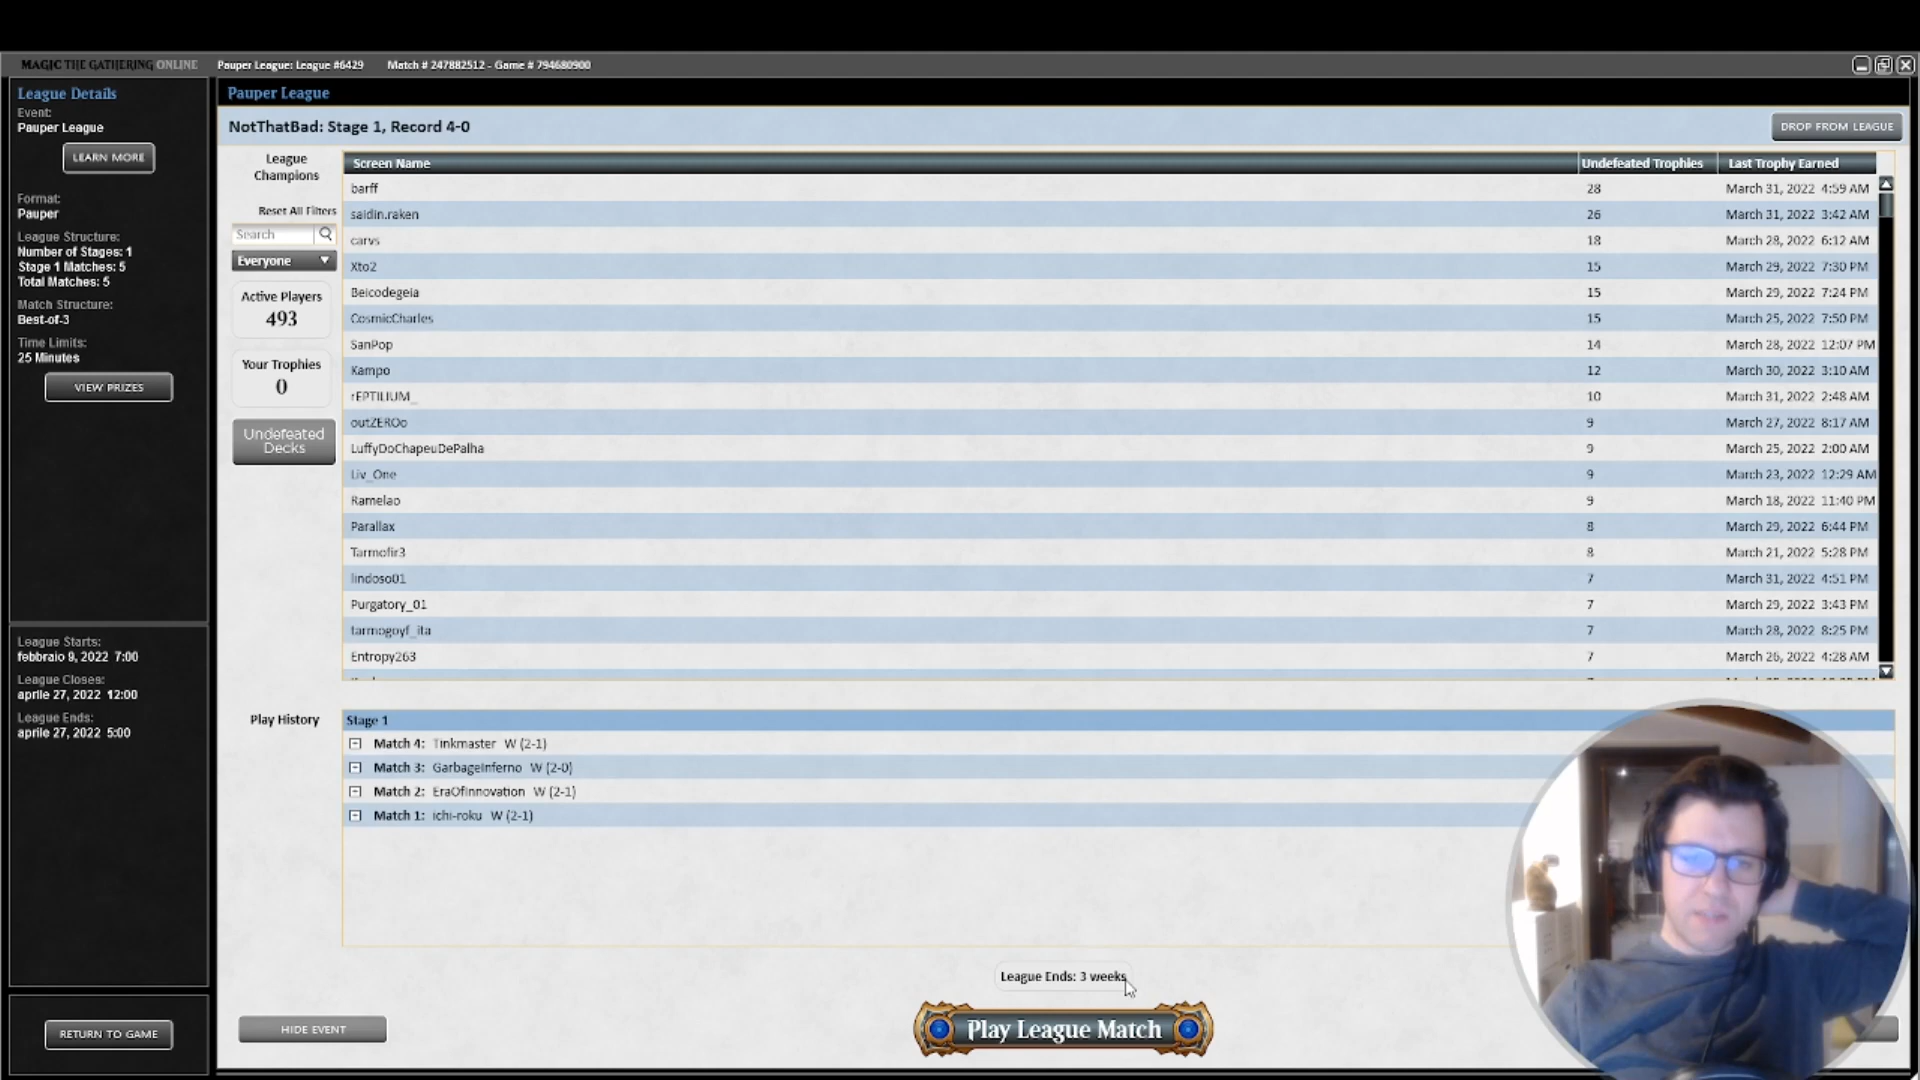 MAGIC THE GATHERING ONLINE
Pauper League: League #6429
Match # 247882512 - Game # 794680900
League Details
Event:
Pauper League
LEARN MORE
Format:
Pauper
League Structure:
Number of Stages: 1
Stage 1 Matches: 5
Total Matches: 5
Match Structure:
Best-of-3
Time Limits:
25 Minutes
VIEW PRIZES
League Starts:
febbraio 9, 2022 7:00
League Closes:
aprile 27, 2022 12:00
League Ends:
aprile 27, 2022 5:00
RETURN TO GAME
Pauper League
NotThatBad: Stage 1, Record 4-0
DROP FROM LEAGUE
League
Champions
Reset All Filters
Search
Everyone
Active Players
493
Your Trophies
0
Undefeated
Decks
Screen Name Undefeated Trophies Last Trophy Earned
barff 28 March 31, 2022 4:59 AM
saidin.raken 26 March 31, 2022 3:42 AM
carvs 18 March 28, 2022 6:12 AM
Xto2 15 March 29, 2022 7:30 PM
Beicodegeia 15 March 29, 2022 7:24 PM
CosmicCharles 15 March 25, 2022 7:50 PM
SanPop 14 March 28, 2022 12:07 PM
Kampo 12 March 30, 2022 3:10 AM
rEPTILIUM_ 10 March 31, 2022 2:48 AM
outZEROo 9 March 27, 2022 8:17 AM
LuffyDoChapeuDePalha 9 March 25, 2022 2:00 AM
Liv_One 9 March 23, 2022 12:29 AM
Ramelao 9 March 18, 2022 11:40 PM
Parallax 8 March 29, 2022 6:44 PM
Tarmofir3 8 March 21, 2022 5:28 PM
lindoso01 7 March 31, 2022 4:51 PM
Purgatory_01 7 March 29, 2022 3:43 PM
tarmogoyf_ita 7 March 28, 2022 8:25 PM
Entropy263 7 March 26, 2022 4:28 AM
Play History
Stage 1
Match 4: Tinkmaster W (2-1)
Match 3: GarbageInferno W (2-0)
Match 2: EraOfInnovation W (2-1)
Match 1: ichi-roku W (2-1)
League Ends: 3 weeks
HIDE EVENT
Play League Match